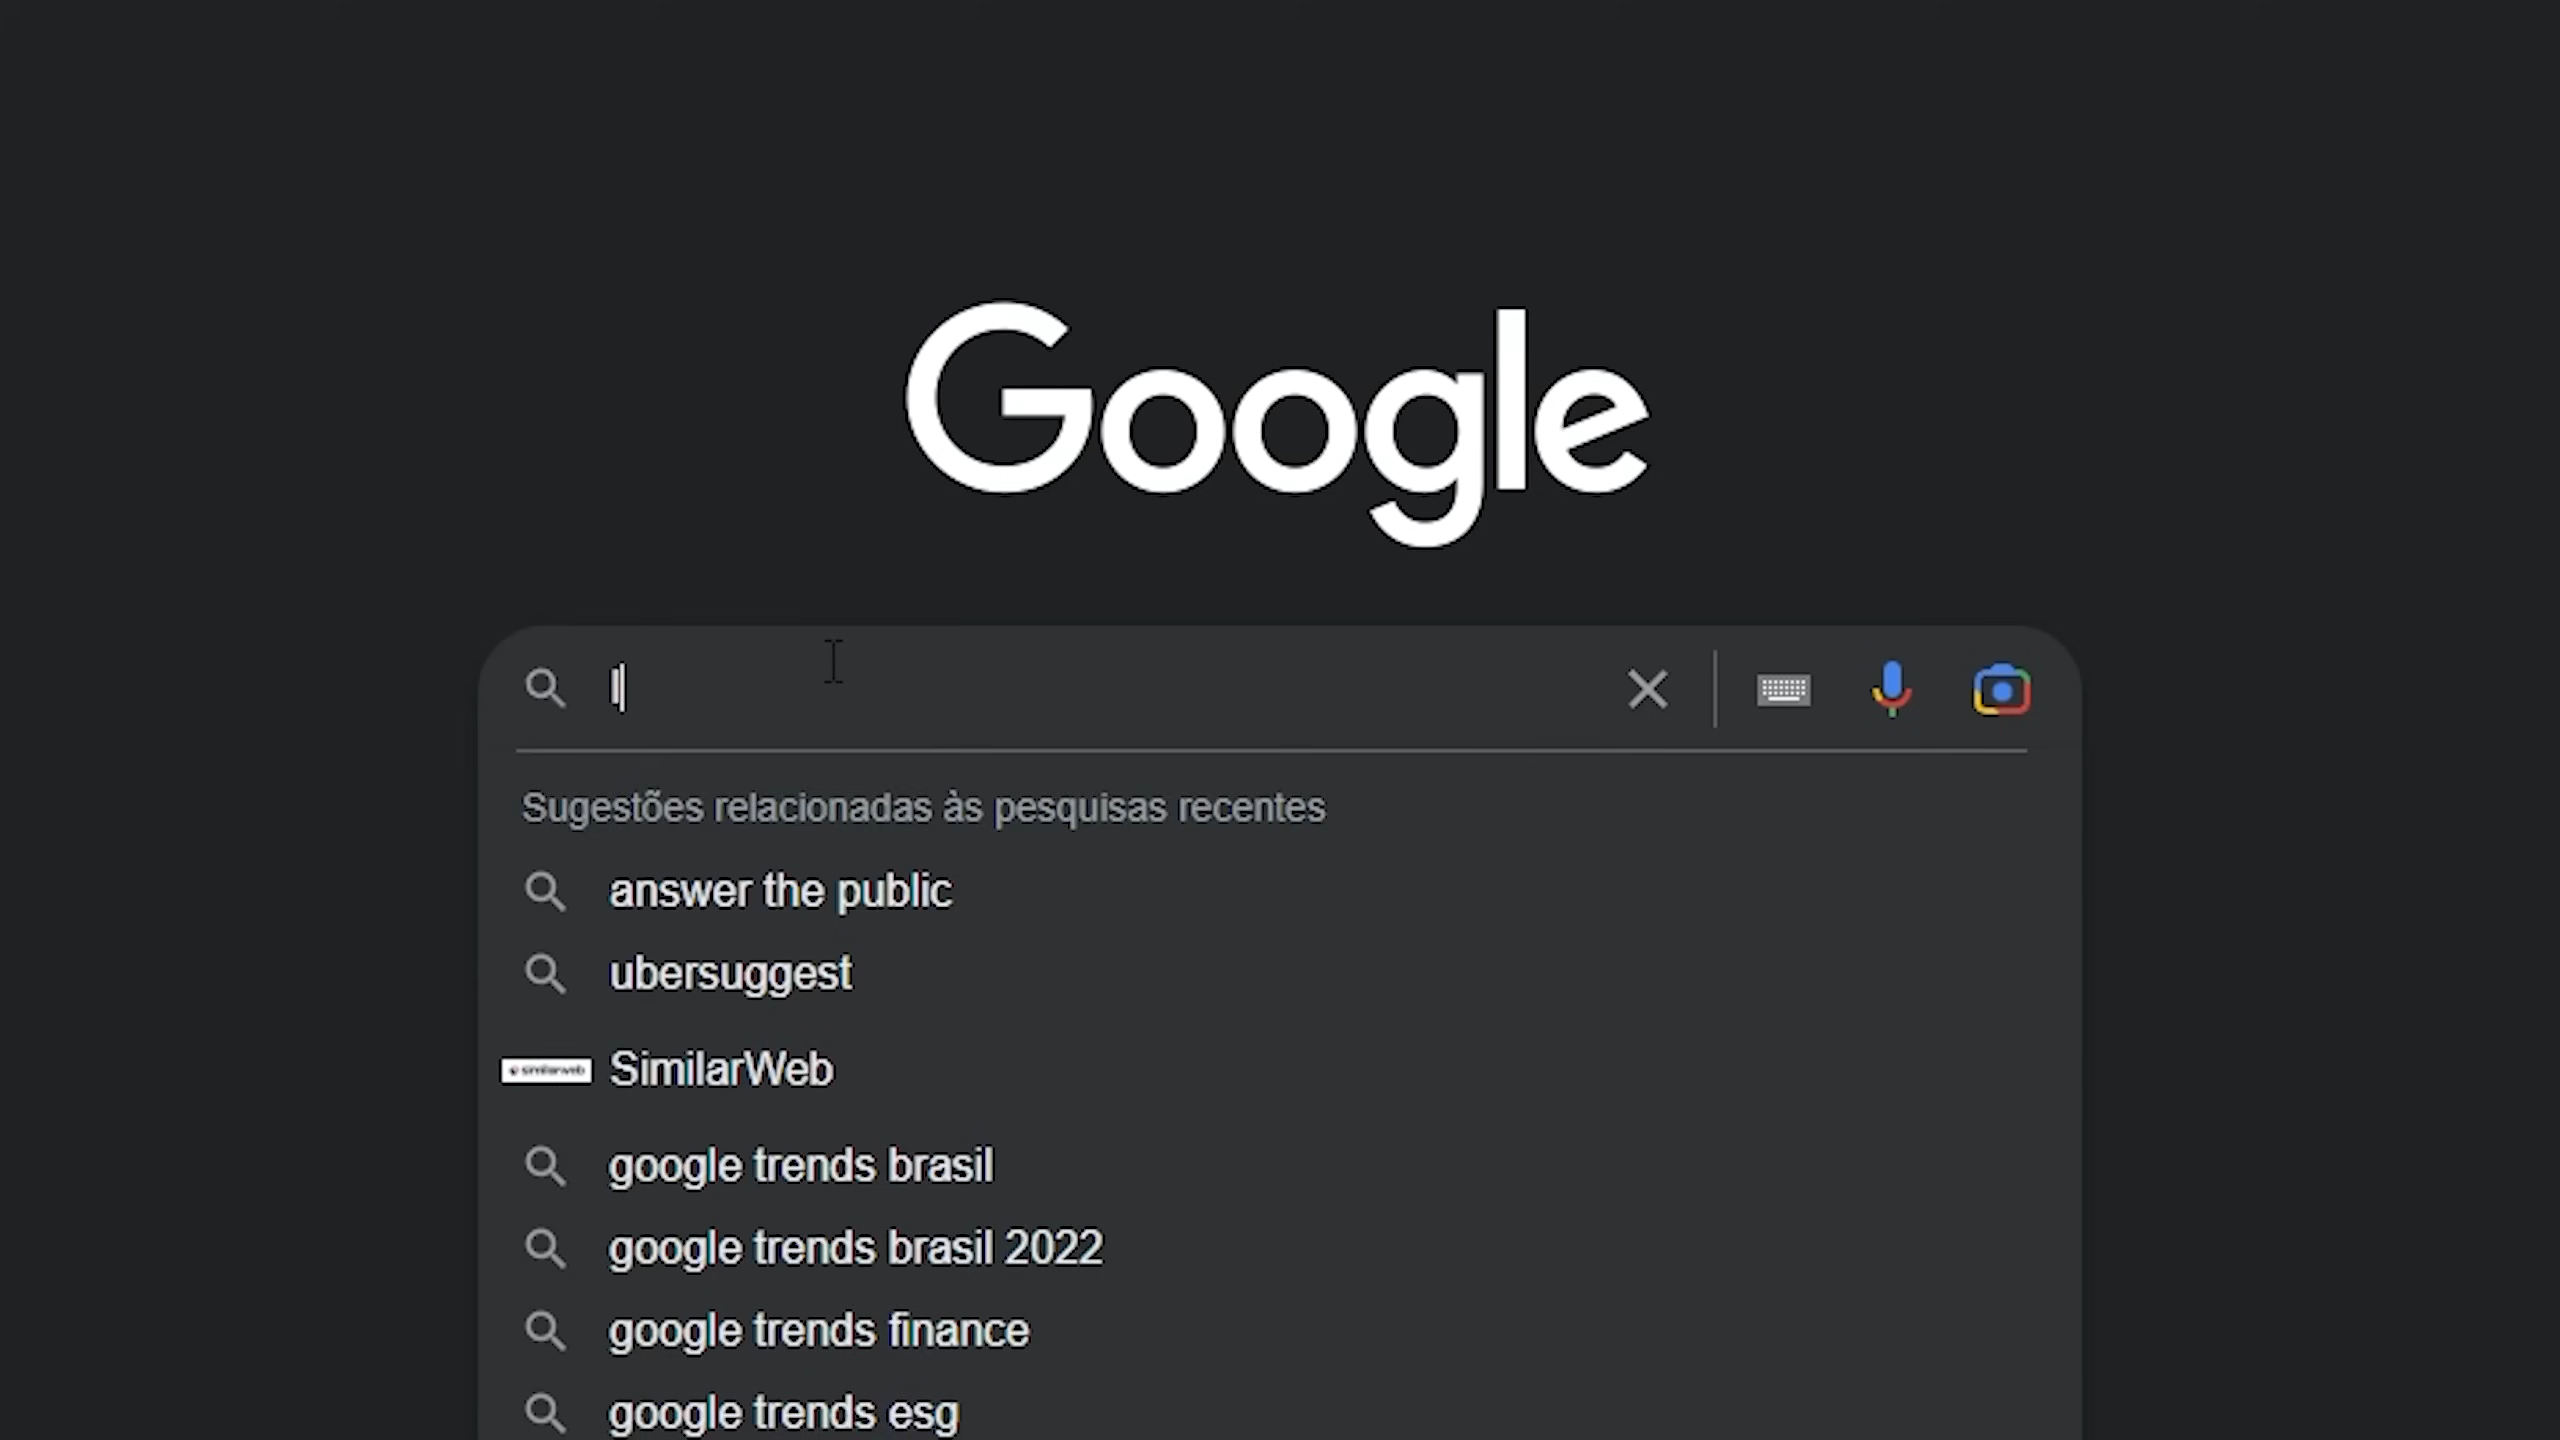 Google
l
Sugestões relacionadas às pesquisas recentes
answer the public
ubersuggest
similarweb SimilarWeb
google trends brasil
google trends brasil 2022
google trends finance
google trends esg